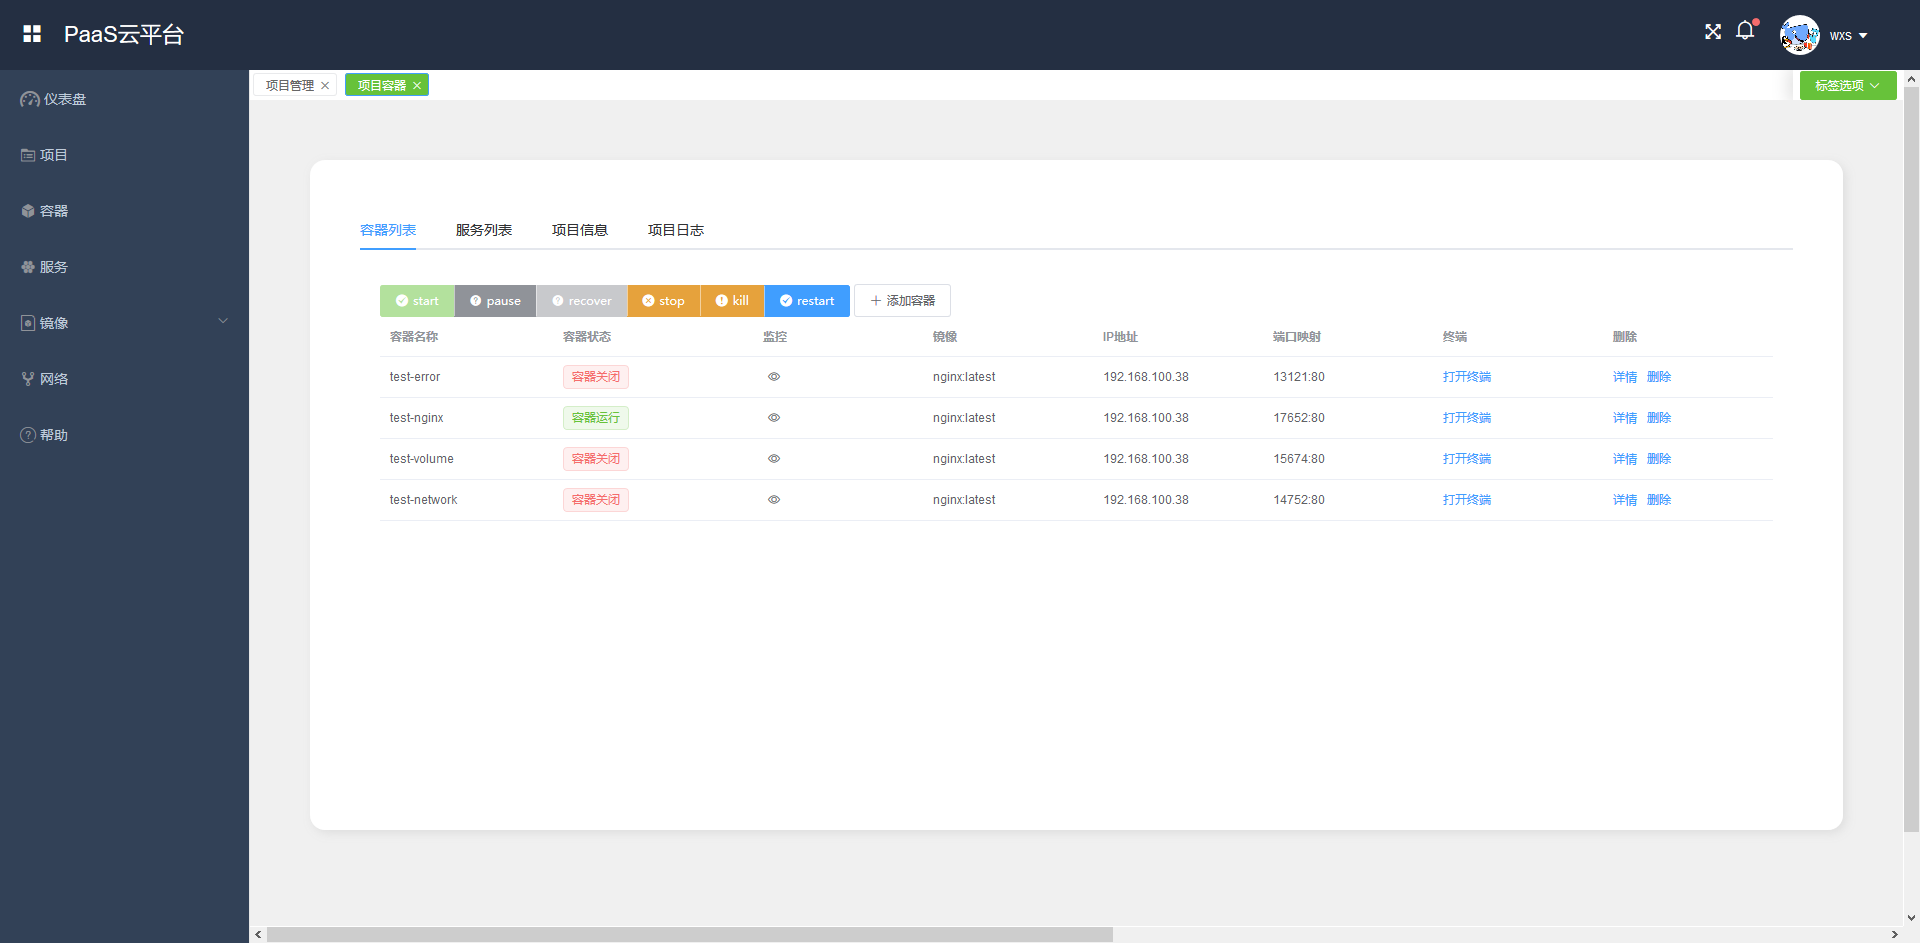 PaaS云平台
wxs
仪表盘
项目
容器
服务
镜像
网络
帮助
项目管理 项目容器 标签选项
容器列表 服务列表 项目信息 项目日志
start pause recover stop kill restart 添加容器
容器名称 容器状态 监控 镜像 IP地址 端口映射 终端 删除
test-error 容器关闭 nginx:latest 192.168.100.38 13121:80 打开终端 详情 删除
test-nginx 容器运行 nginx:latest 192.168.100.38 17652:80 打开终端 详情 删除
test-volume 容器关闭 nginx:latest 192.168.100.38 15674:80 打开终端 详情 删除
test-network 容器关闭 nginx:latest 192.168.100.38 14752:80 打开终端 详情 删除